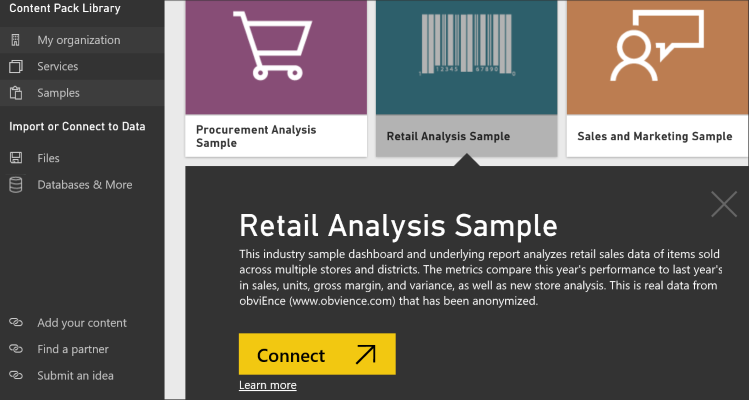 Content Pack Library
My organization
Services
Samples
Import or Connect to Data
Files
Databases & More
Add your content
Find a partner
Submit an idea
Procurement Analysis
Sample
1 12345 67890 0
Retail Analysis Sample
Sales and Marketing Sample
Retail Analysis Sample
This industry sample dashboard and underlying report analyzes retail sales data of items sold
across multiple stores and districts. The metrics compare this year's performance to last year's
in sales, units, gross margin, and variance, as well as new store analysis. This is real data from
obviEnce (www.obvience.com) that has been anonymized.
Connect
Learn more